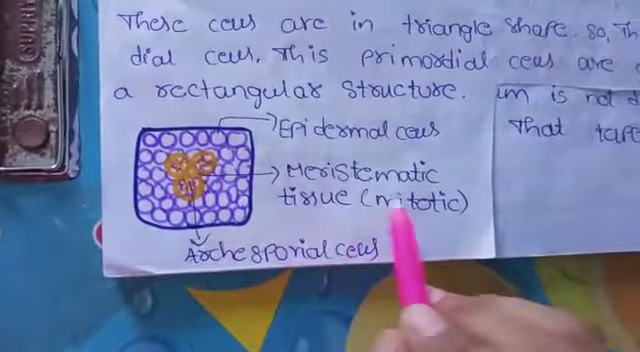 These cells are in triangle shape. So, Th
dial cells. This primordial cells are
a rectangular structure.
um is not
That tape
Epidermal cells
Meristematic
tissue (mitotic)
Archesporial cells